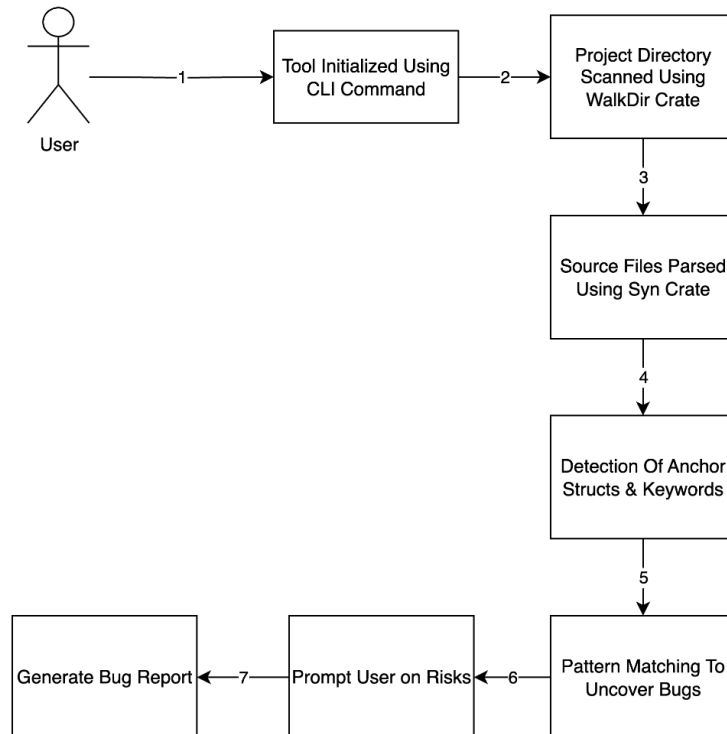 User
1
Tool Initialized Using
CLI Command
2
Project Directory
Scanned Using
WalkDir Crate
3
Source Files Parsed
Using Syn Crate
4
Detection Of Anchor
Structs & Keywords
5
Pattern Matching To
Uncover Bugs
6
Prompt User on Risks
7
Generate Bug Report